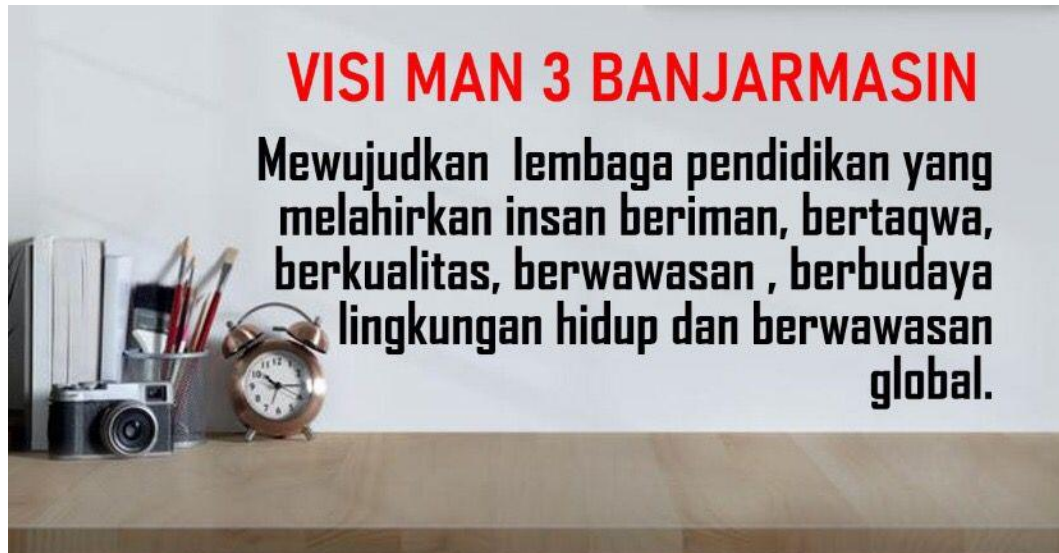 VISI MAN 3 BANJARMASIN
Mewujudkan  lembaga pendidikan yang
melahirkan insan beriman, bertaqwa,
berkualitas, berwawasan , berbudaya
lingkungan hidup dan berwawasan
global.